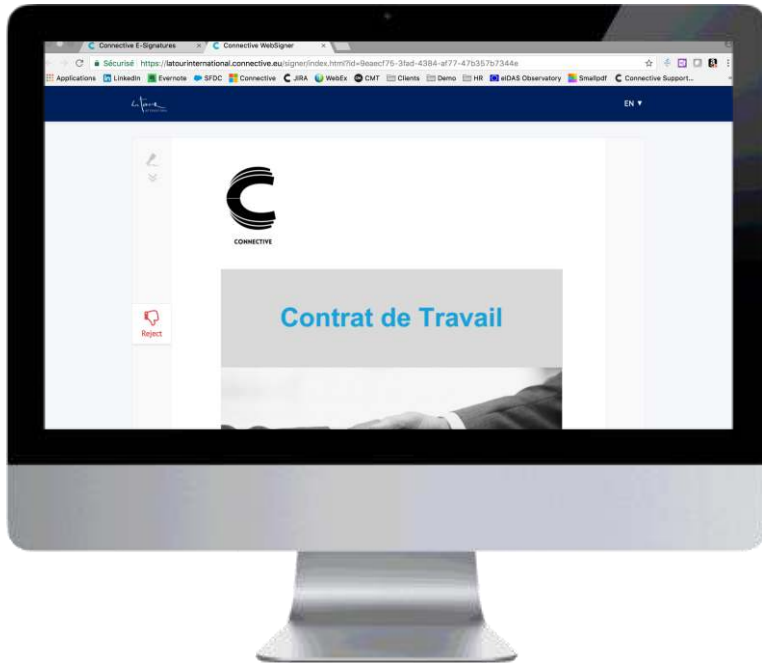 Connective E-Signatures × Connective WebSigner ×
Sécurisé https://latourinternational.connective.eu/signer/index.html?id=9eaecf75-3fad-4384-af77-47b357b7344e
Applications LinkedIn Evernote SFDC Connective JIRA WebEx CMT Clients Demo HR eIDAS Observatory Smallpdf Connective Support...
EN
CONNECTIVE
Contrat de Travail
Reject